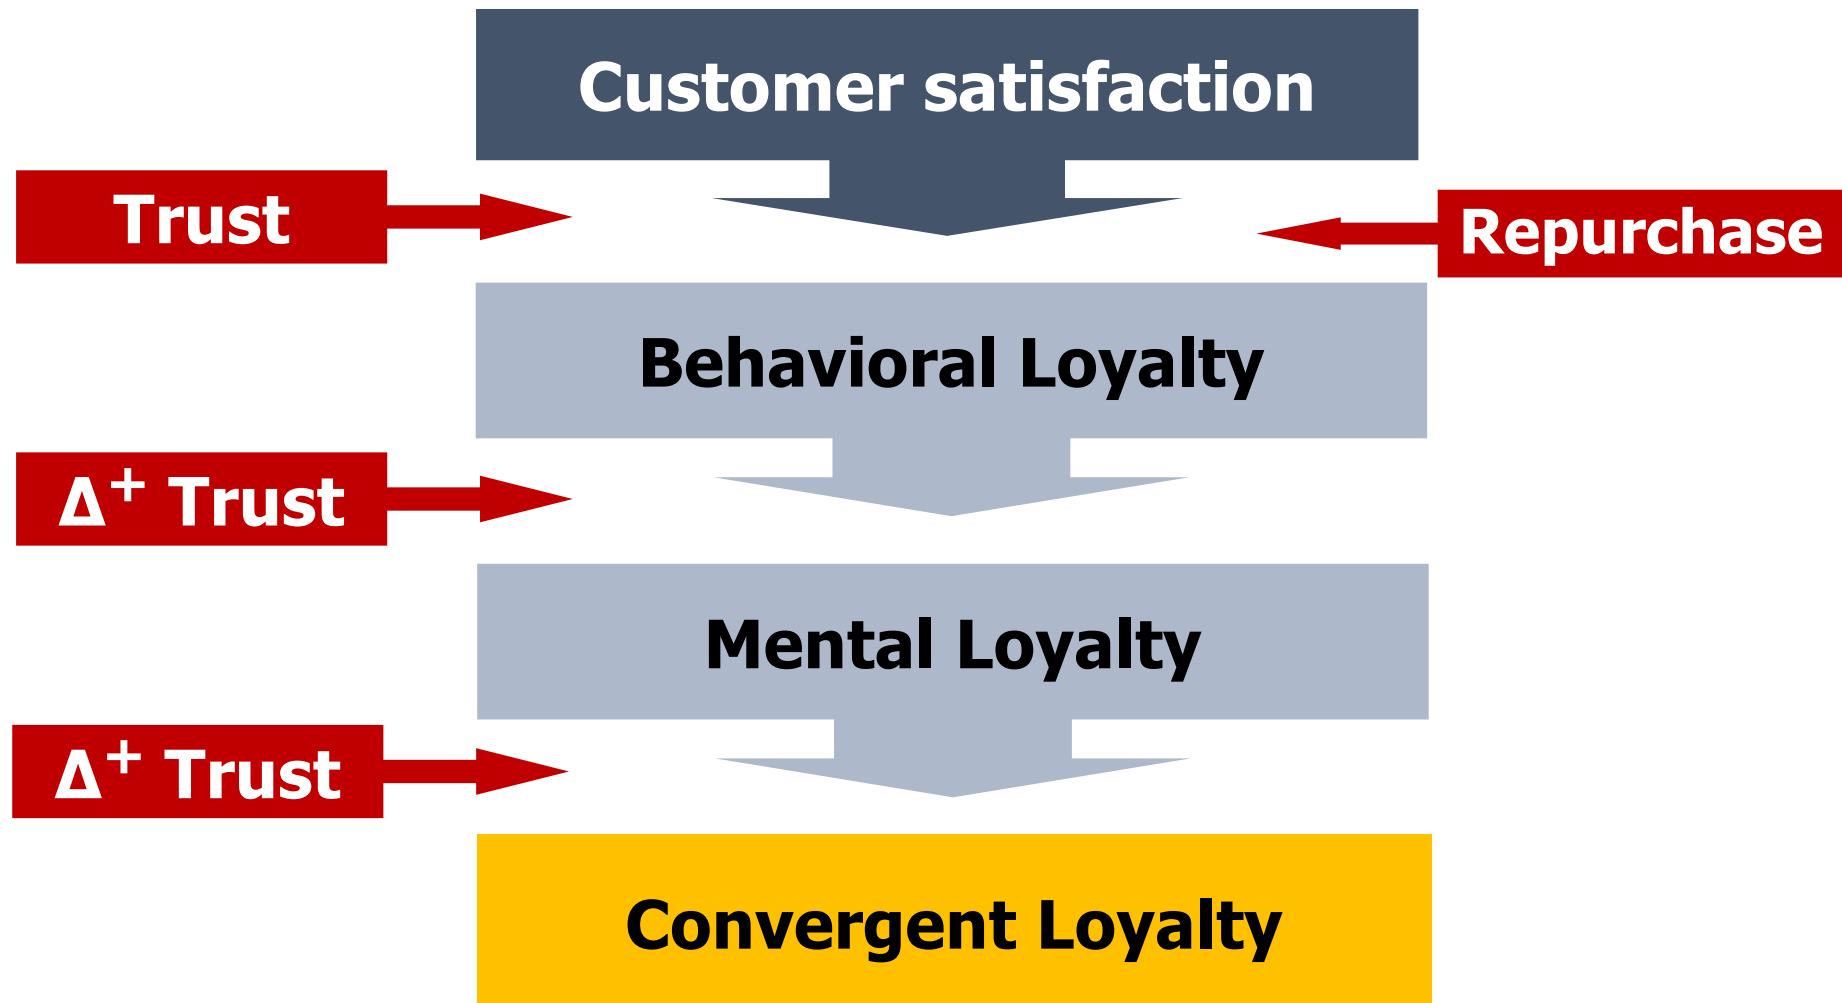 Customer satisfaction
Trust
Repurchase
Behavioral Loyalty
Δ⁺ Trust
Mental Loyalty
Δ⁺ Trust
Convergent Loyalty